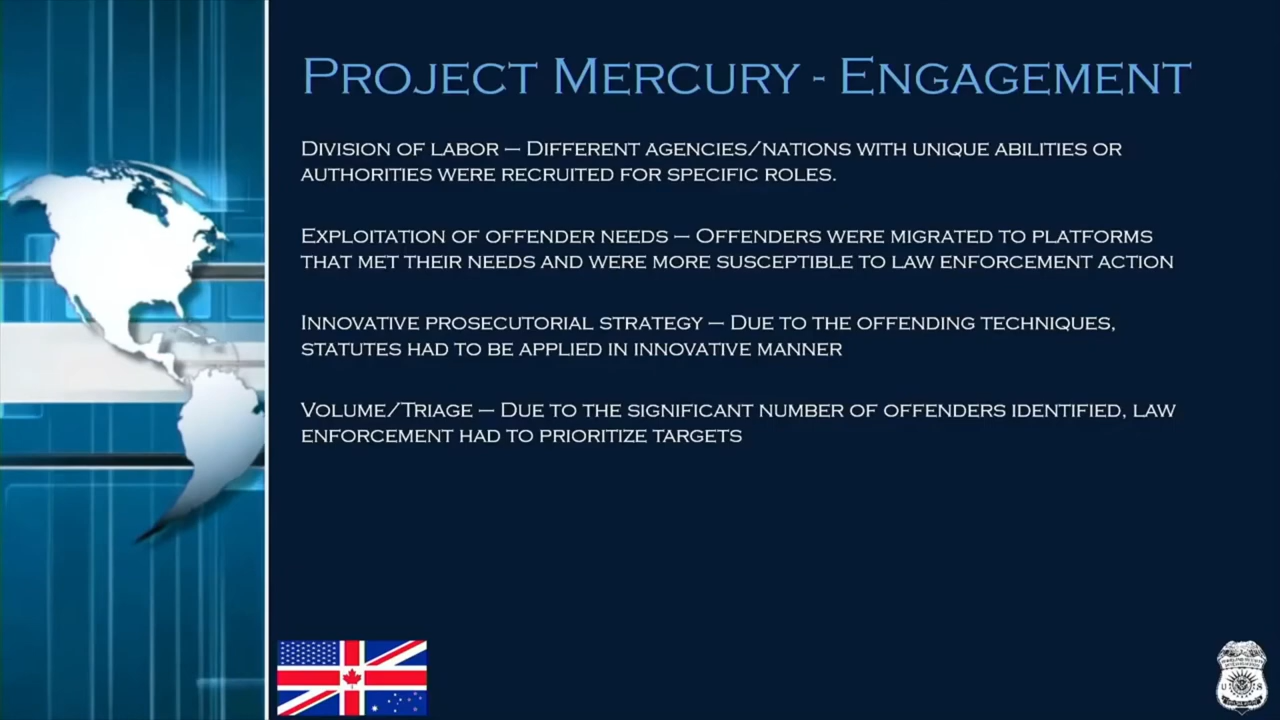 Project Mercury - Engagement
Division of labor – Different agencies/nations with unique abilities or
authorities were recruited for specific roles.
Exploitation of offender needs – Offenders were migrated to platforms
that met their needs and were more susceptible to law enforcement action
Innovative prosecutorial strategy – Due to the offending techniques,
statutes had to be applied in innovative manner
Volume/Triage – Due to the significant number of offenders identified, law
enforcement had to prioritize targets
U S